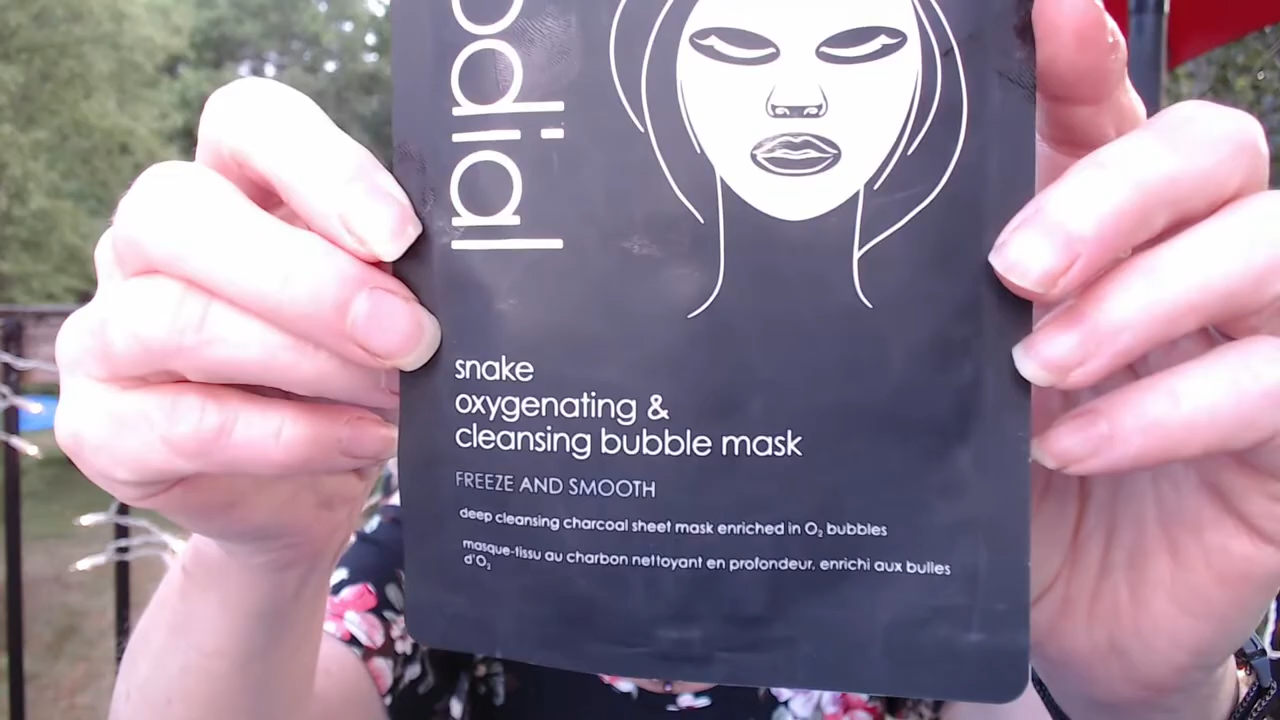 odial
snake
oxygenating &
cleansing bubble mask
FREEZE AND SMOOTH
deep cleansing charcoal sheet mask enriched in O₂ bubbles
masque-tissu au charbon nettoyant en profondeur, enrichi aux bulles
d'O₂